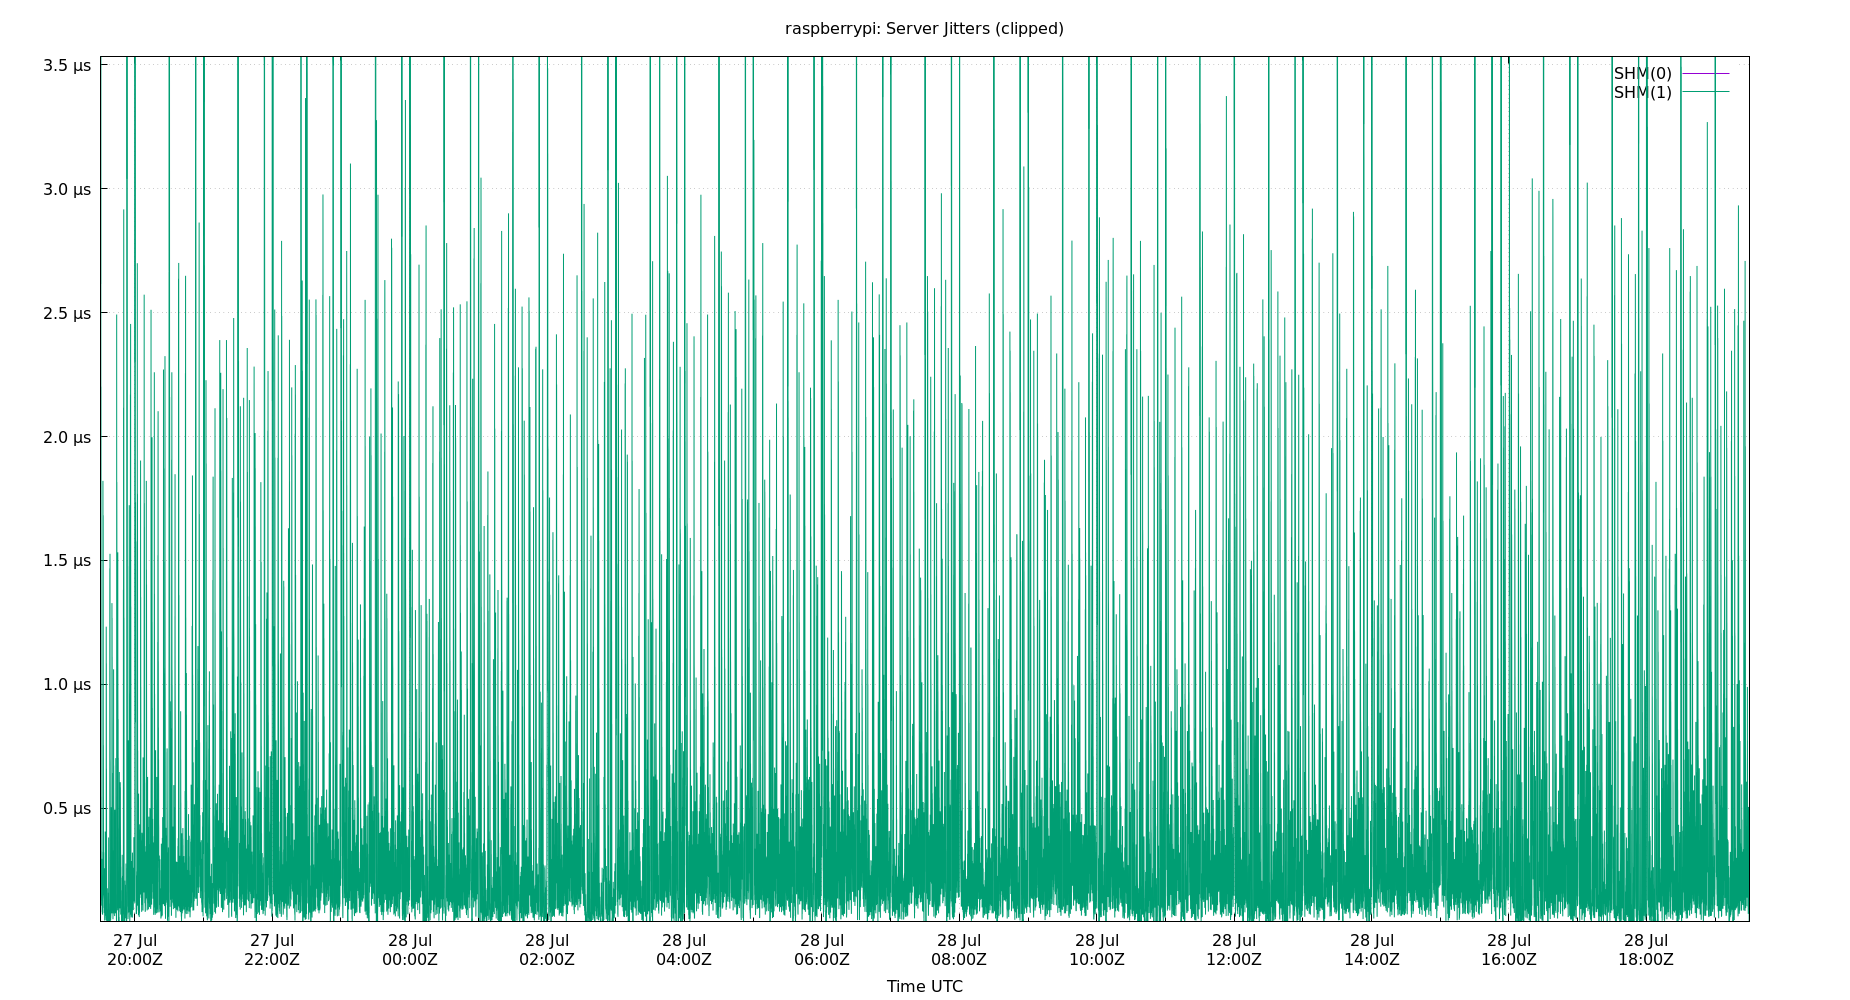 raspberrypi: Server Jitters (clipped)
3.5 µs
SHM(0)
SHM(1)
3.0 µs
2.5 µs
2.0 µs
1.5 µs
1.0 µs
0.5 µs
27 Jul 27 Jul 28 Jul 28 Jul 28 Jul 28 Jul 28 Jul 28 Jul 28 Jul 28 Jul 28 Jul 28 Jul
20:00Z 22:00Z 00:00Z 02:00Z 04:00Z 06:00Z 08:00Z 10:00Z 12:00Z 14:00Z 16:00Z 18:00Z
Time UTC